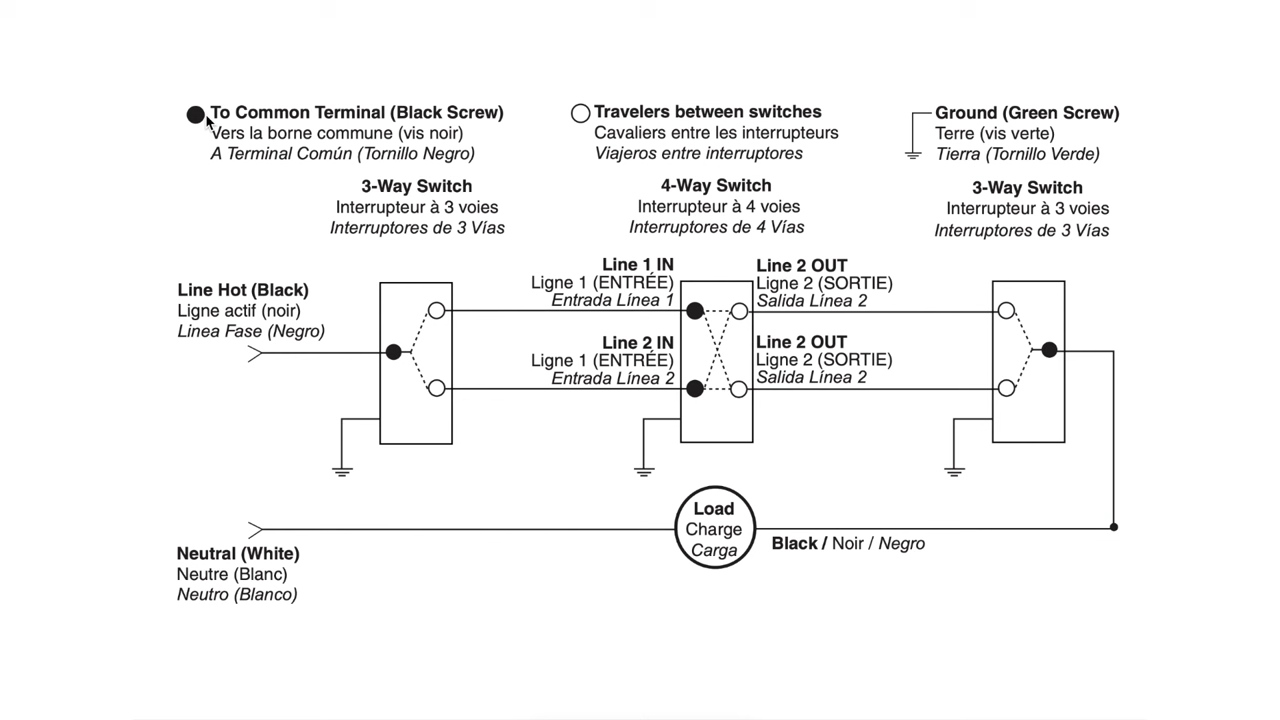 To Common Terminal (Black Screw)
Vers la borne commune (vis noir)
A Terminal Común (Tornillo Negro)
Travelers between switches
Cavaliers entre les interrupteurs
Viajeros entre interruptores
Ground (Green Screw)
Terre (vis verte)
Tierra (Tornillo Verde)
3-Way Switch
Interrupteur à 3 voies
Interruptores de 3 Vías
4-Way Switch
Interrupteur à 4 voies
Interruptores de 4 Vías
3-Way Switch
Interrupteur à 3 voies
Interruptores de 3 Vías
Line Hot (Black)
Ligne actif (noir)
Linea Fase (Negro)
Line 1 IN
Ligne 1 (ENTRÉE)
Entrada Línea 1
Line 2 OUT
Ligne 2 (SORTIE)
Salida Línea 2
Line 2 IN
Ligne 1 (ENTRÉE)
Entrada Línea 2
Line 2 OUT
Ligne 2 (SORTIE)
Salida Línea 2
Load
Charge
Carga
Black / Noir / Negro
Neutral (White)
Neutre (Blanc)
Neutro (Blanco)